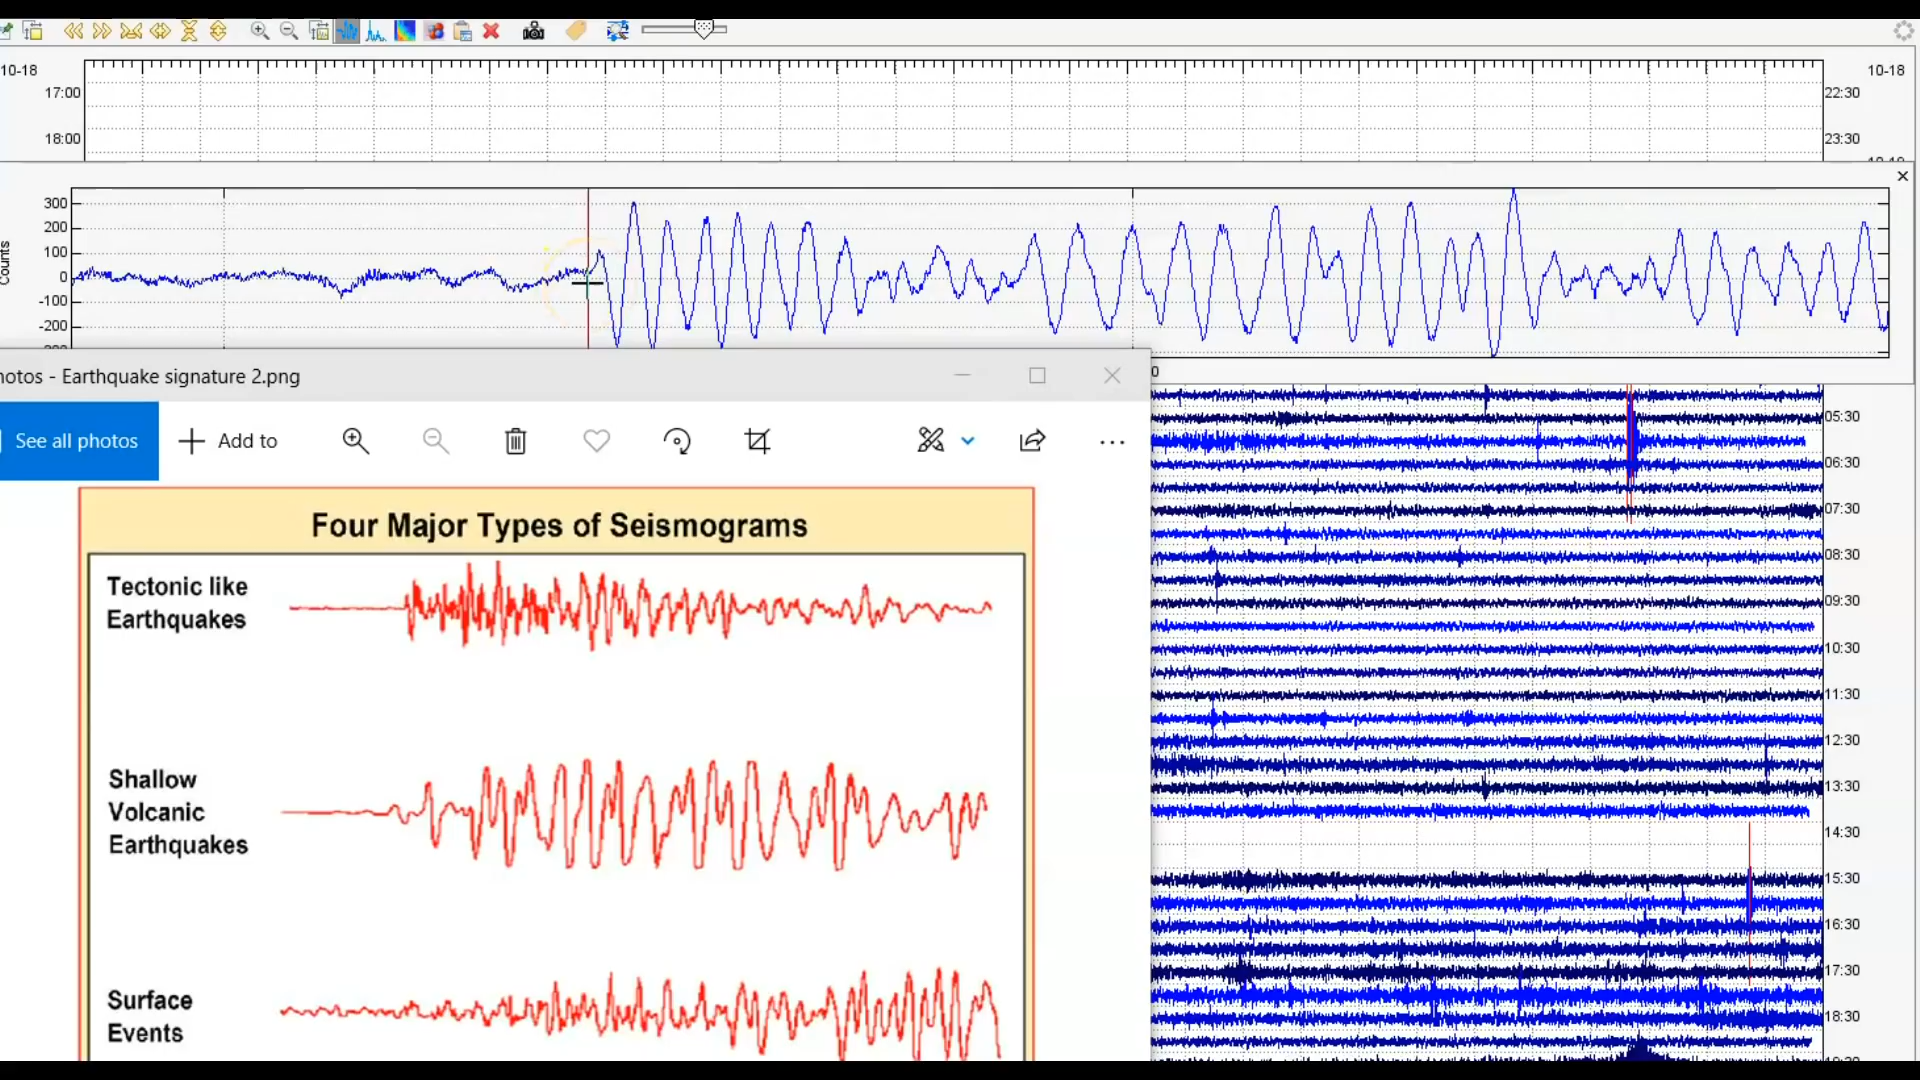 10-18
10-18
17:00
22:30
18:00
23:30
300
200
100
0
-100
-200
Counts
0
Photos - Earthquake signature 2.png
See all photos
Add to
Four Major Types of Seismograms
Tectonic like
Earthquakes
Shallow
Volcanic
Earthquakes
Surface
Events
05:30
06:30
07:30
08:30
09:30
10:30
11:30
12:30
13:30
14:30
15:30
16:30
17:30
18:30